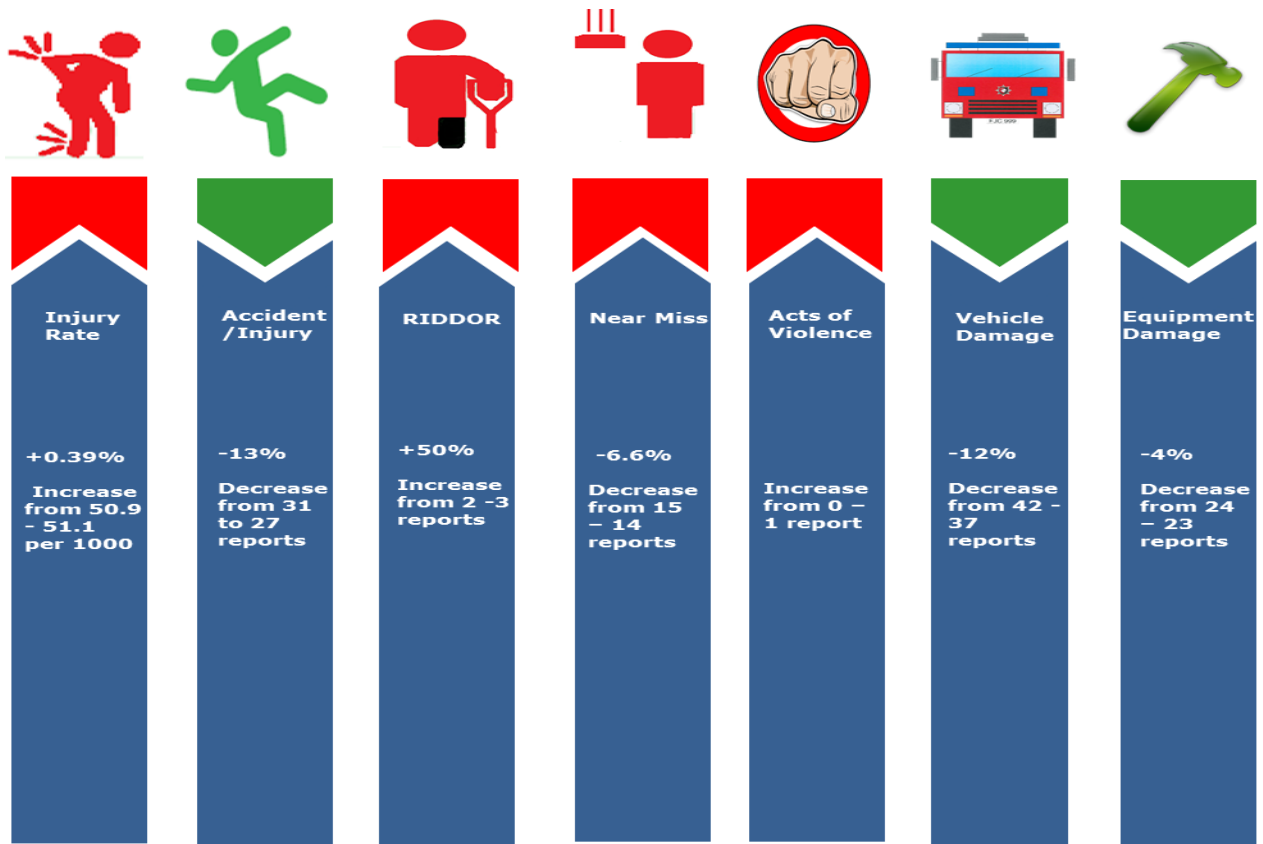 FJC 999
Injury
Rate
+0.39%
Increase
from 50.9
- 51.1
per 1000
Accident
/Injury
-13%
Decrease
from 31
to 27
reports
RIDDOR
+50%
Increase
from 2 -3
reports
Near Miss
-6.6%
Decrease
from 15
– 14
reports
Acts of
Violence
Increase
from 0 –
1 report
Vehicle
Damage
-12%
Decrease
from 42 -
37
reports
Equipment
Damage
-4%
Decrease
from 24
– 23
reports